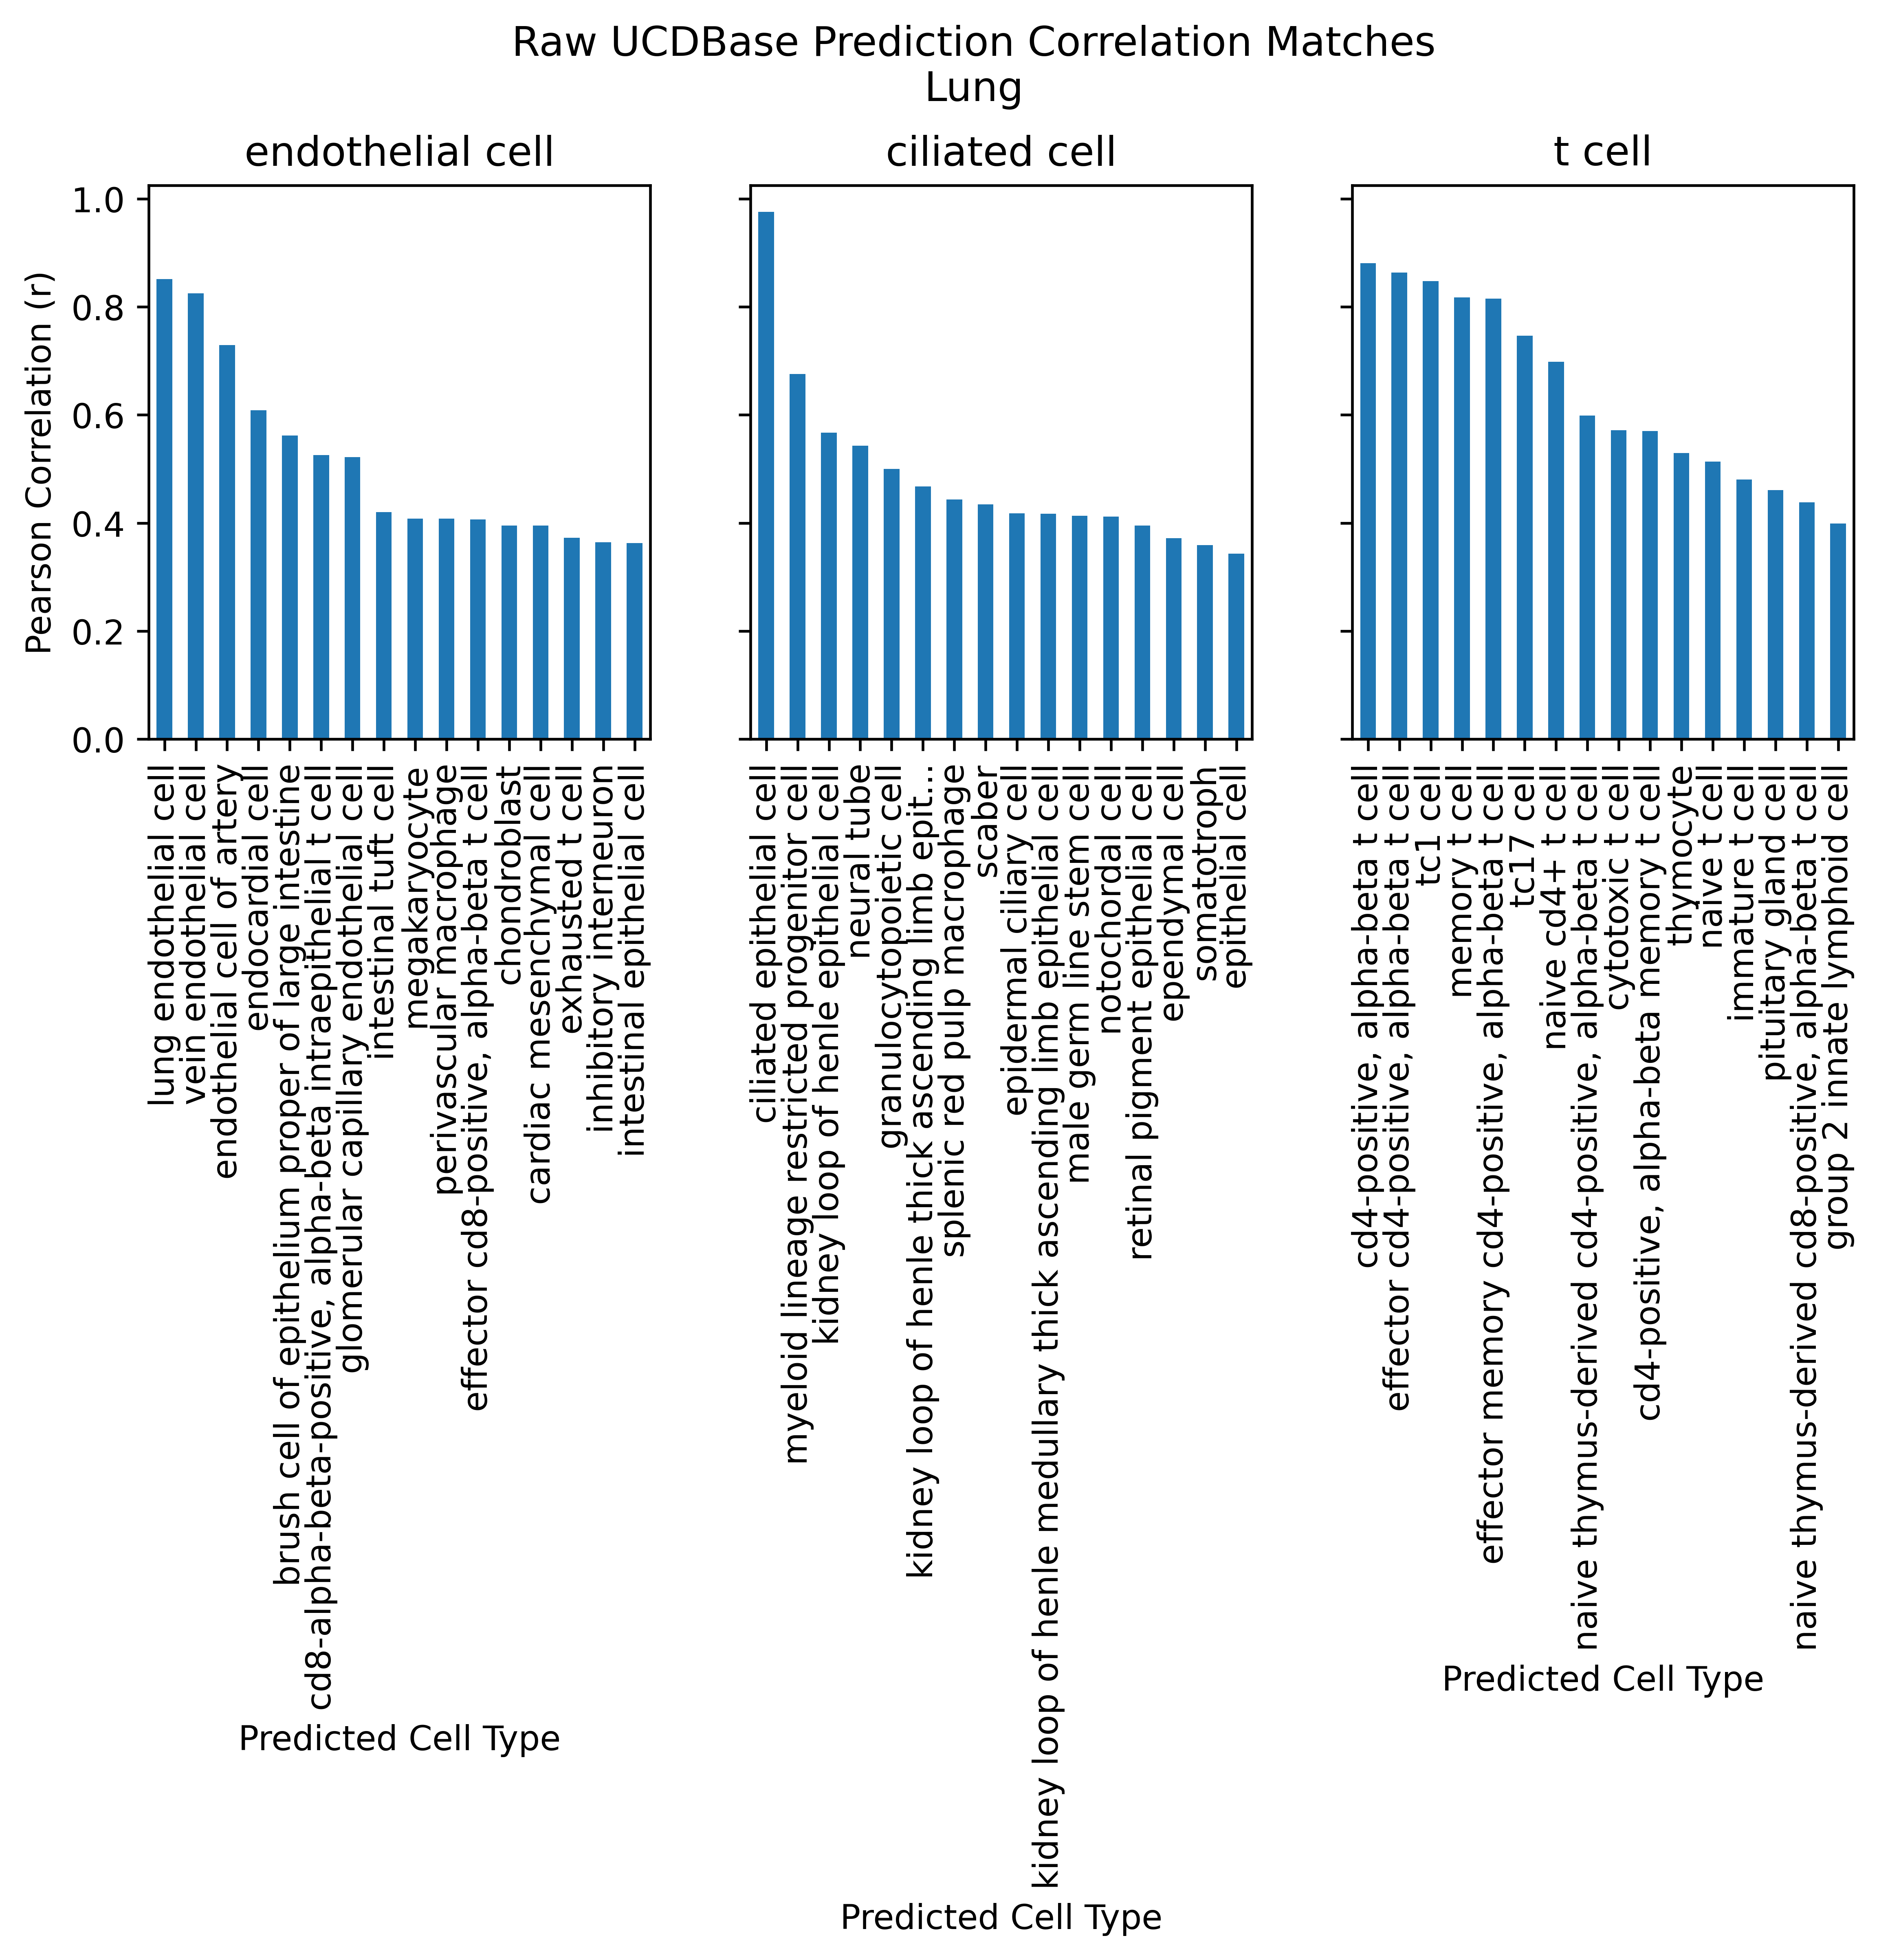 Raw UCDBase Prediction Correlation Matches
Lung
endothelial cell
Pearson Correlation (r)
1.0
0.8
0.6
0.4
0.2
0.0
lung endothelial cell
vein endothelial cell
endothelial cell of artery
endocardial cell
brush cell of epithelium proper of large intestine
cd8-alpha-beta-positive, alpha-beta intraepithelial t cell
glomerular capillary endothelial cell
intestinal tuft cell
megakaryocyte
perivascular macrophage
effector cd8-positive, alpha-beta t cell
chondroblast
cardiac mesenchymal cell
exhausted t cell
inhibitory interneuron
intestinal epithelial cell
Predicted Cell Type
ciliated cell
ciliated epithelial cell
myeloid lineage restricted progenitor cell
kidney loop of henle epithelial cell
neural tube
granulocytopoietic cell
kidney loop of henle thick ascending limb epit...
splenic red pulp macrophage
scaber
epidermal ciliary cell
kidney loop of henle medullary thick ascending limb epithelial cell
male germ line stem cell
notochordal cell
retinal pigment epithelial cell
ependymal cell
somatotroph
epithelial cell
Predicted Cell Type
t cell
cd4-positive, alpha-beta t cell
effector cd4-positive, alpha-beta t cell
tc1 cell
memory t cell
effector memory cd4-positive, alpha-beta t cell
tc17 cell
naive cd4+ t cell
naive thymus-derived cd4-positive, alpha-beta t cell
cytotoxic t cell
cd4-positive, alpha-beta memory t cell
thymocyte
naive t cell
immature t cell
pituitary gland cell
naive thymus-derived cd8-positive, alpha-beta t cell
group 2 innate lymphoid cell
Predicted Cell Type